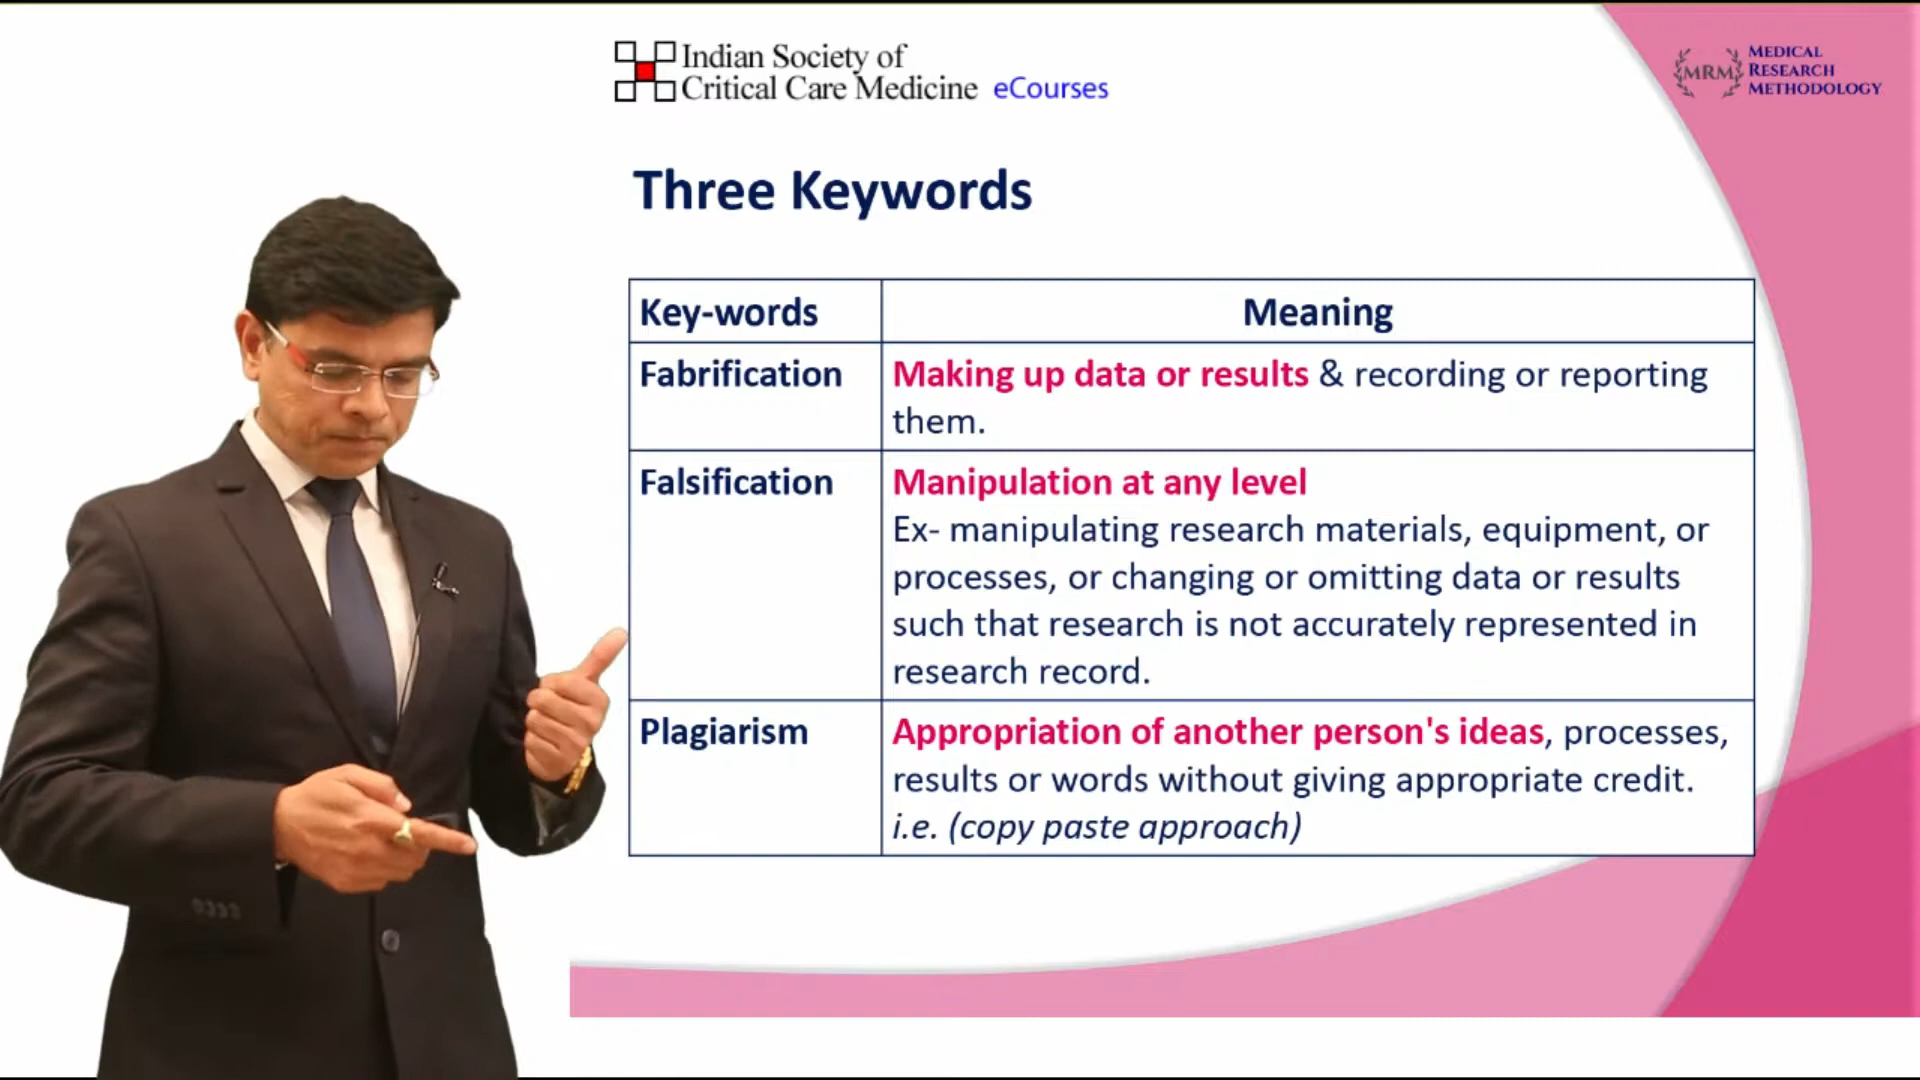 Indian Society of
Critical Care Medicine eCourses
MRM
MEDICAL
RESEARCH
METHODOLOGY
Three Keywords
Key-words
Meaning
Fabrification
Making up data or results & recording or reporting
them.
Falsification
Manipulation at any level
Ex- manipulating research materials, equipment, or
processes, or changing or omitting data or results
such that research is not accurately represented in
research record.
Plagiarism
Appropriation of another person's ideas, processes,
results or words without giving appropriate credit.
i.e. (copy paste approach)